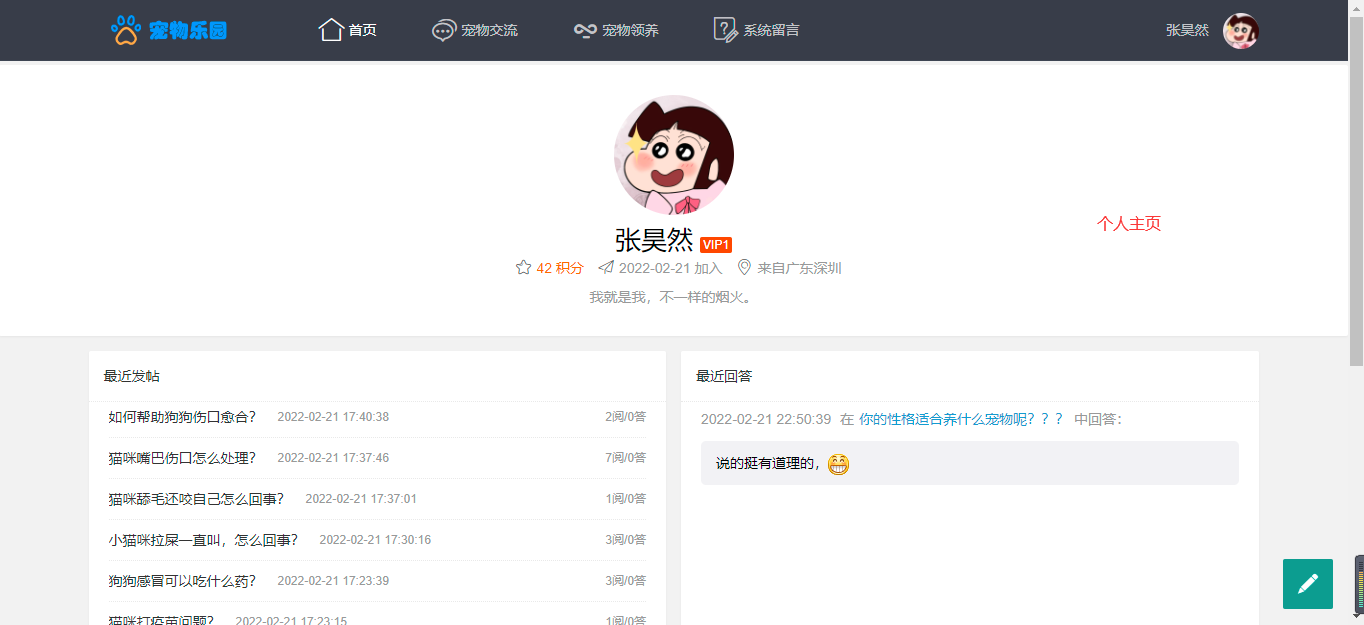 宠物乐园 首页 宠物交流 宠物领养 系统留言 张昊然
张昊然 VIP1
个人主页
42 积分 2022-02-21 加入 来自广东深圳
我就是我，不一样的烟火。
最近发帖
如何帮助狗狗伤口愈合？ 2022-02-21 17:40:38 2阅/0答
猫咪嘴巴伤口怎么处理？ 2022-02-21 17:37:46 7阅/0答
猫咪舔毛还咬自己怎么回事？ 2022-02-21 17:37:01 1阅/0答
小猫咪拉屎一直叫，怎么回事？ 2022-02-21 17:30:16 3阅/0答
狗狗感冒可以吃什么药？ 2022-02-21 17:23:39 3阅/0答
猫咪打疫苗问题？ 2022-02-21 17:23:15 1阅/0答
最近回答
2022-02-21 22:50:39 在 你的性格适合养什么宠物呢？？？ 中回答：
说的挺有道理的，